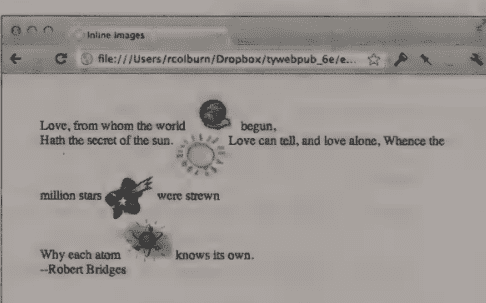 Inline Images
file:///Users/rcolburn/Dropbox/tywebpub_6e/e...
Love, from whom the world begun,
Hath the secret of the sun. Love can tell, and love alone, Whence the
million stars were strewn
Why each atom knows its own.
--Robert Bridges